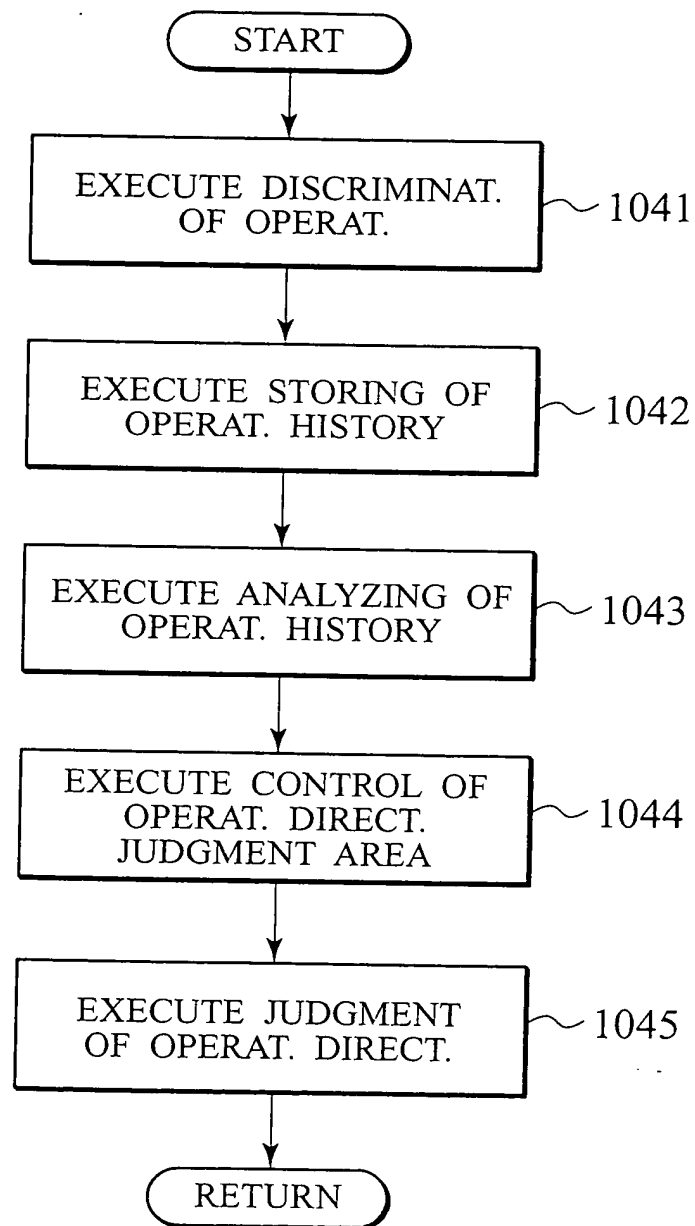 START
EXECUTE DISCRIMINAT.
OF OPERAT.
1041
EXECUTE STORING OF
OPERAT. HISTORY
1042
EXECUTE ANALYZING OF
OPERAT. HISTORY
1043
EXECUTE CONTROL OF
OPERAT. DIRECT.
JUDGMENT AREA
1044
EXECUTE JUDGMENT
OF OPERAT. DIRECT.
1045
RETURN